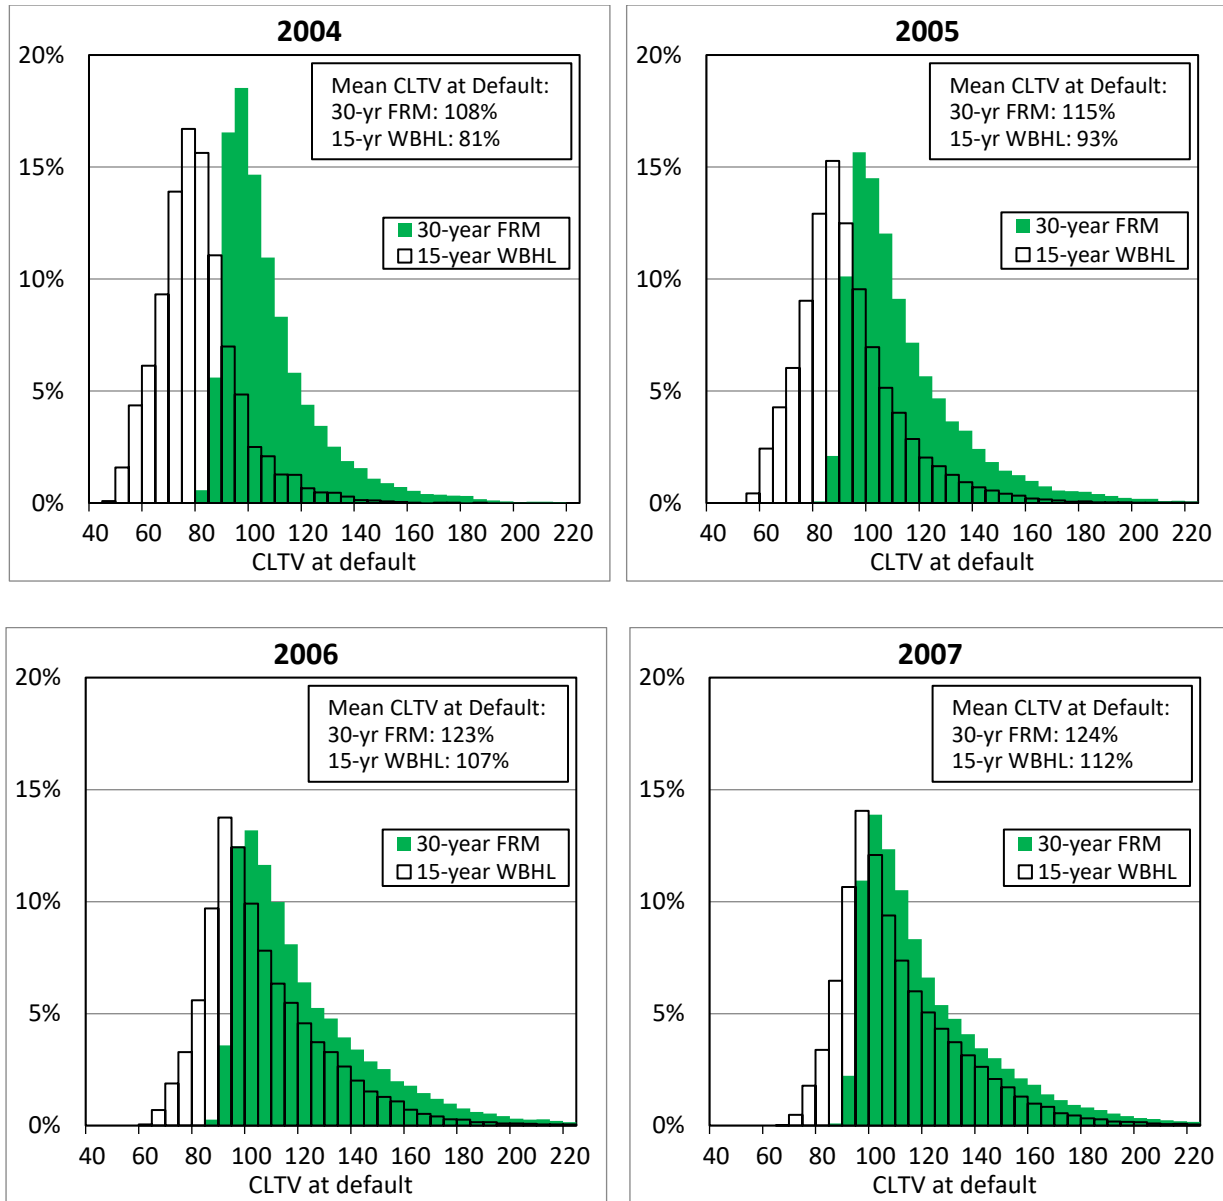 2004
20%
15%
10%
5%
0%
Mean CLTV at Default:
30-yr FRM: 108%
15-yr WBHL: 81%
30-year FRM
15-year WBHL
40 60 80 100 120 140 160 180 200 220
CLTV at default
2005
20%
15%
10%
5%
0%
Mean CLTV at Default:
30-yr FRM: 115%
15-yr WBHL: 93%
30-year FRM
15-year WBHL
40 60 80 100 120 140 160 180 200 220
CLTV at default
2006
20%
15%
10%
5%
0%
Mean CLTV at Default:
30-yr FRM: 123%
15-yr WBHL: 107%
30-year FRM
15-year WBHL
40 60 80 100 120 140 160 180 200 220
CLTV at default
2007
20%
15%
10%
5%
0%
Mean CLTV at Default:
30-yr FRM: 124%
15-yr WBHL: 112%
30-year FRM
15-year WBHL
40 60 80 100 120 140 160 180 200 220
CLTV at default